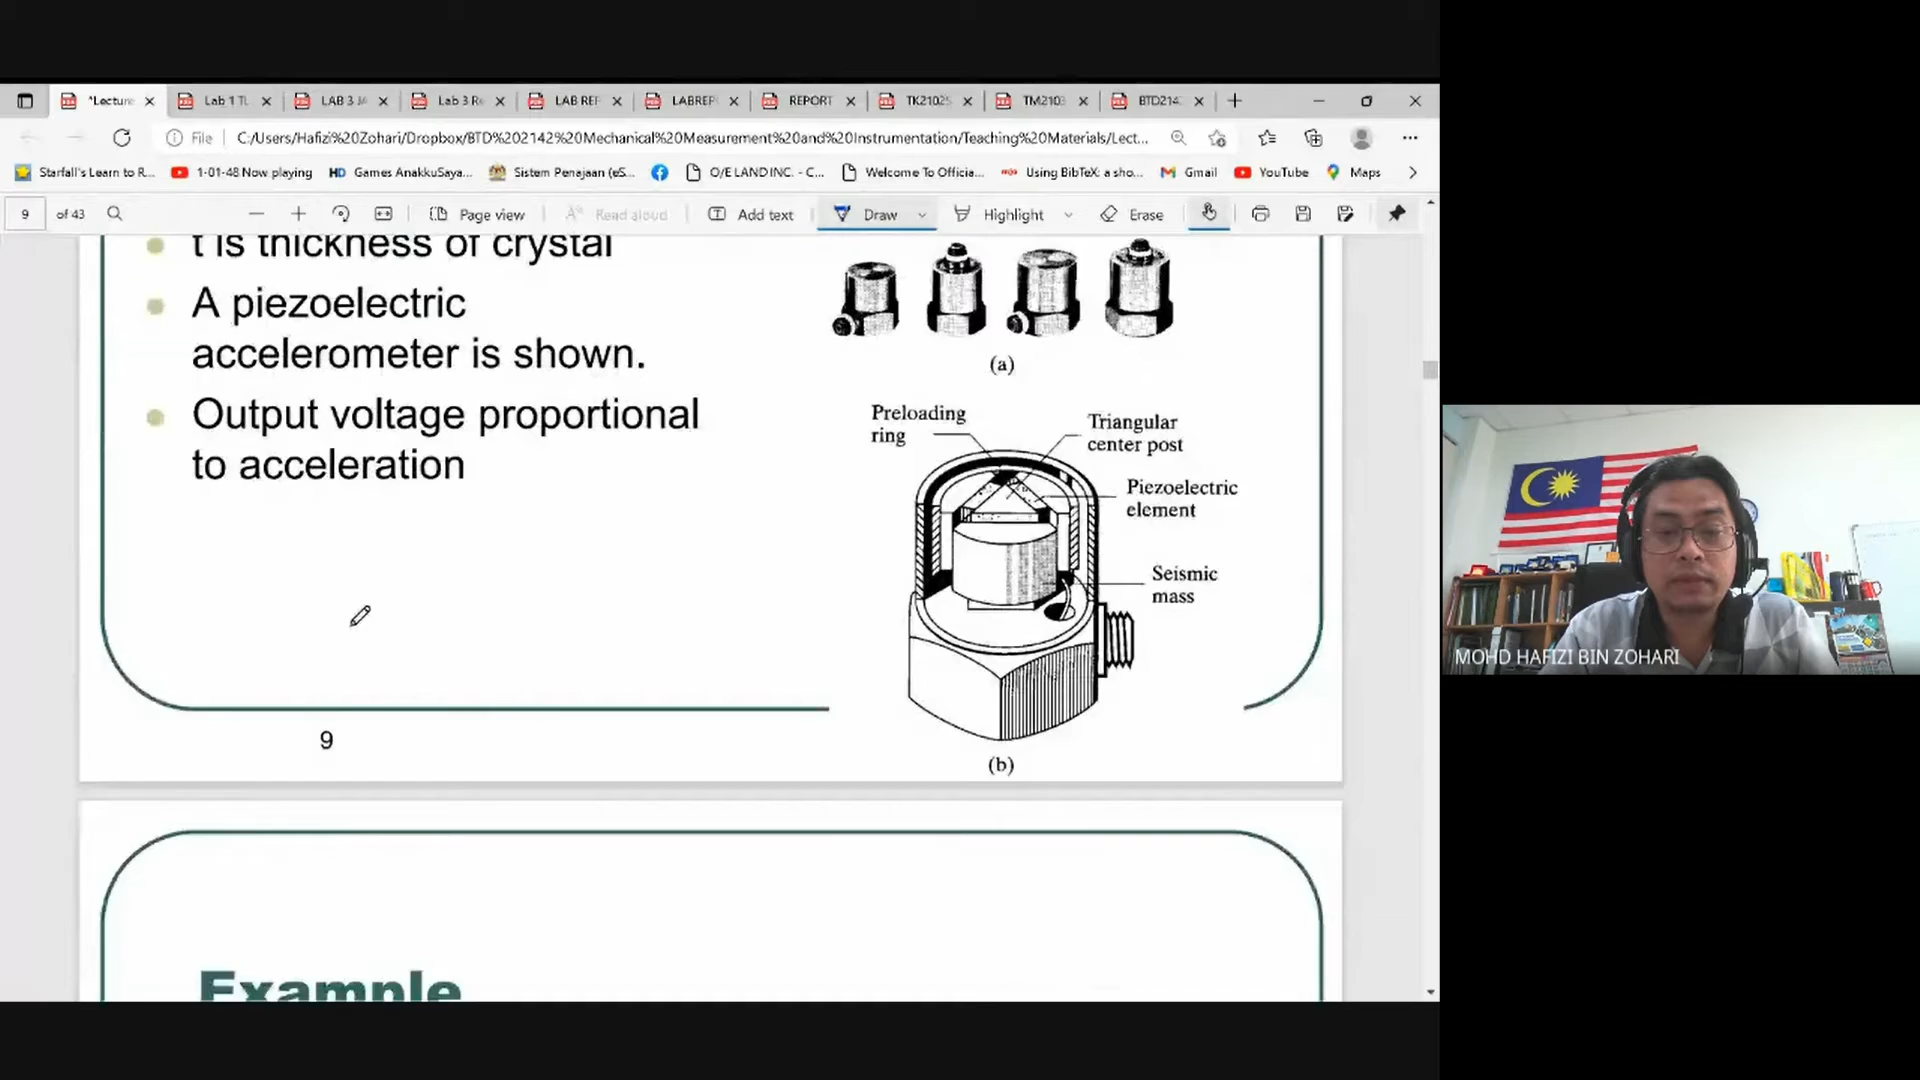 *Lecture
Lab 1 TI
LAB 3
Lab 3 Re
LAB REF
LABREP
REPORT
TK2102
TM2103
BTD214
File
C:/Users/Hafizi%20Zohari/Dropbox/BTD%202142%20Mechanical%20Measurement%20and%20Instrumentation/Teaching%20Materials/Lect...
Starfall's Learn to R...
1-01-48 Now playing
HD Games AnakkuSaya...
Sistem Penajaan (eS...
O/E LAND INC. - C...
Welcome To Officia...
Using BibTeX: a sho...
Gmail
YouTube
Maps
9 of 43
Page view
Read aloud
Add text
Draw
Highlight
Erase
t is thickness of crystal
A piezoelectric
accelerometer is shown.
Output voltage proportional
to acceleration
(a)
Preloading
ring
Triangular
center post
Piezoelectric
element
Seismic
mass
(b)
9
Example
MOHD HAFIZI BIN ZOHARI